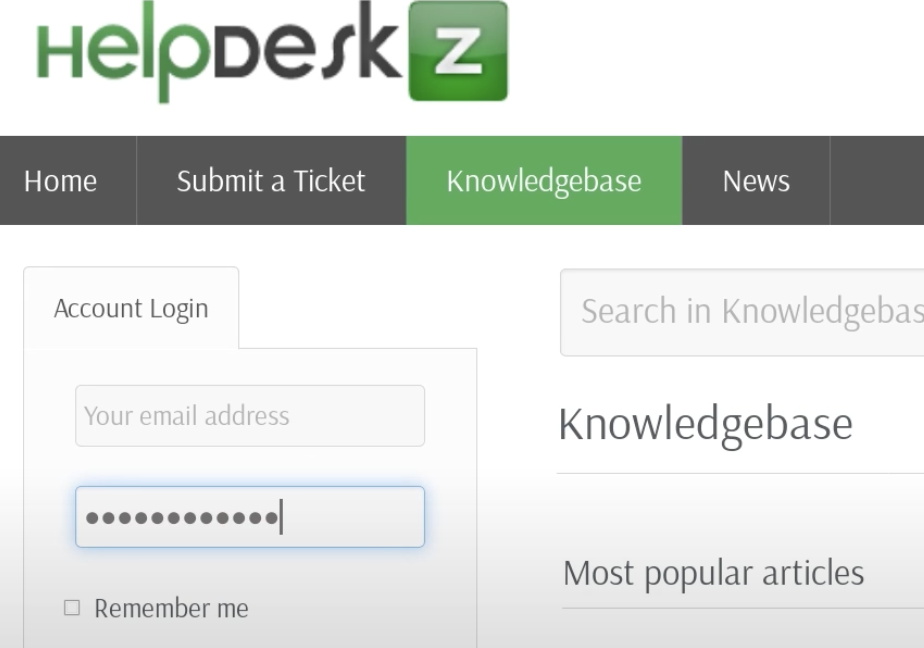 HelpDeskZ
Home Submit a Ticket Knowledgebase News
Account Login
Search in Knowledgebas
Your email address
Knowledgebase
●●●●●●●●●●●●
Most popular articles
Remember me